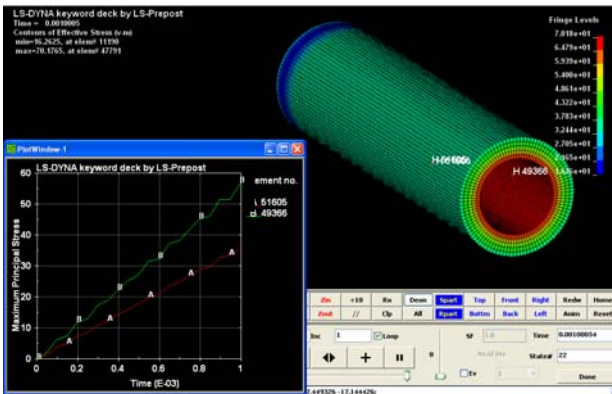 LS-DYNA keyword deck by LS-Prepost
Time = 0.0010005
Contours of Effective Stress (v-m)
min=16.2625, at elem# 11190
max=70.1765, at elem# 47791
Fringe Levels
7.018e+01
6.479e+01
5.939e+01
5.400e+01
4.861e+01
4.322e+01
3.783e+01
3.244e+01
2.705e+01
H 49366
PlotWindow-1
LS-DYNA keyword deck by LS-Prepost
ement no.
A 51605
B 49366
Maximum Principal Stress
60
50
40
30
20
10
0
0 0.2 0.4 0.6 0.8 1
Time (E-03)
A A A A A
B B B B B B
Zin +10 Rx Deon Spart Top Front Right Redw Home
Zout // Clp All Rpart Bottm Back Left Anim Reset
Inc 1 Loop SF 1.0 Time 0.00100054
State# 22
Ev 1 Done